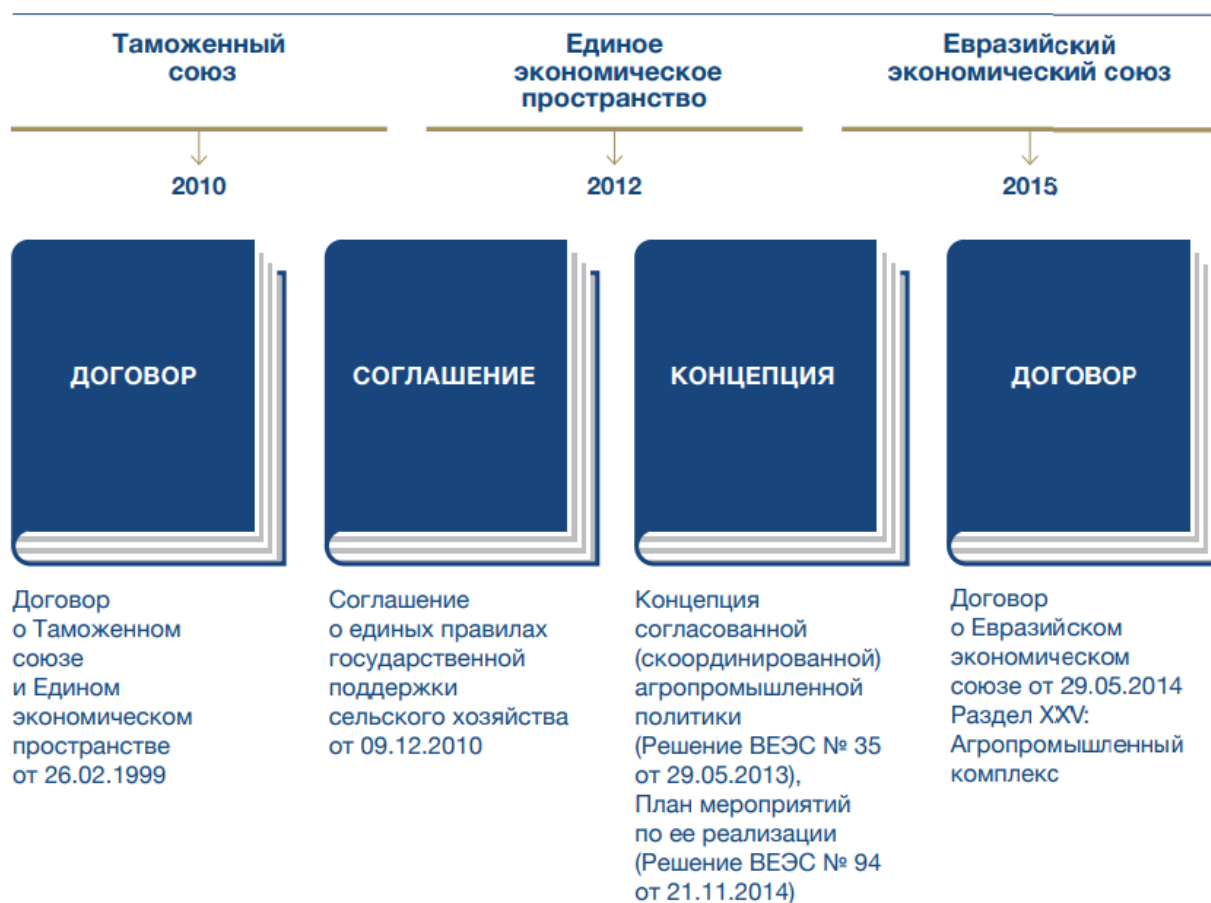 Таможенный
союз
Единое
экономическое
пространство
Евразийский
экономический союз
2010
2012
2015
ДОГОВОР
СОГЛАШЕНИЕ
КОНЦЕПЦИЯ
ДОГОВОР
Договор
о Таможенном
союзе
и Едином
экономическом
пространстве
от 26.02.1999
Соглашение
о единых правилах
государственной
поддержки
сельского хозяйства
от 09.12.2010
Концепция
согласованной
(скоординированной)
агропромышленной
политики
(Решение ВЕЭС № 35
от 29.05.2013),
План мероприятий
по ее реализации
(Решение ВЕЭС № 94
от 21.11.2014)
Договор
о Евразийском
экономическом
союзе от 29.05.2014
Раздел XXV:
Агропромышленный
комплекс